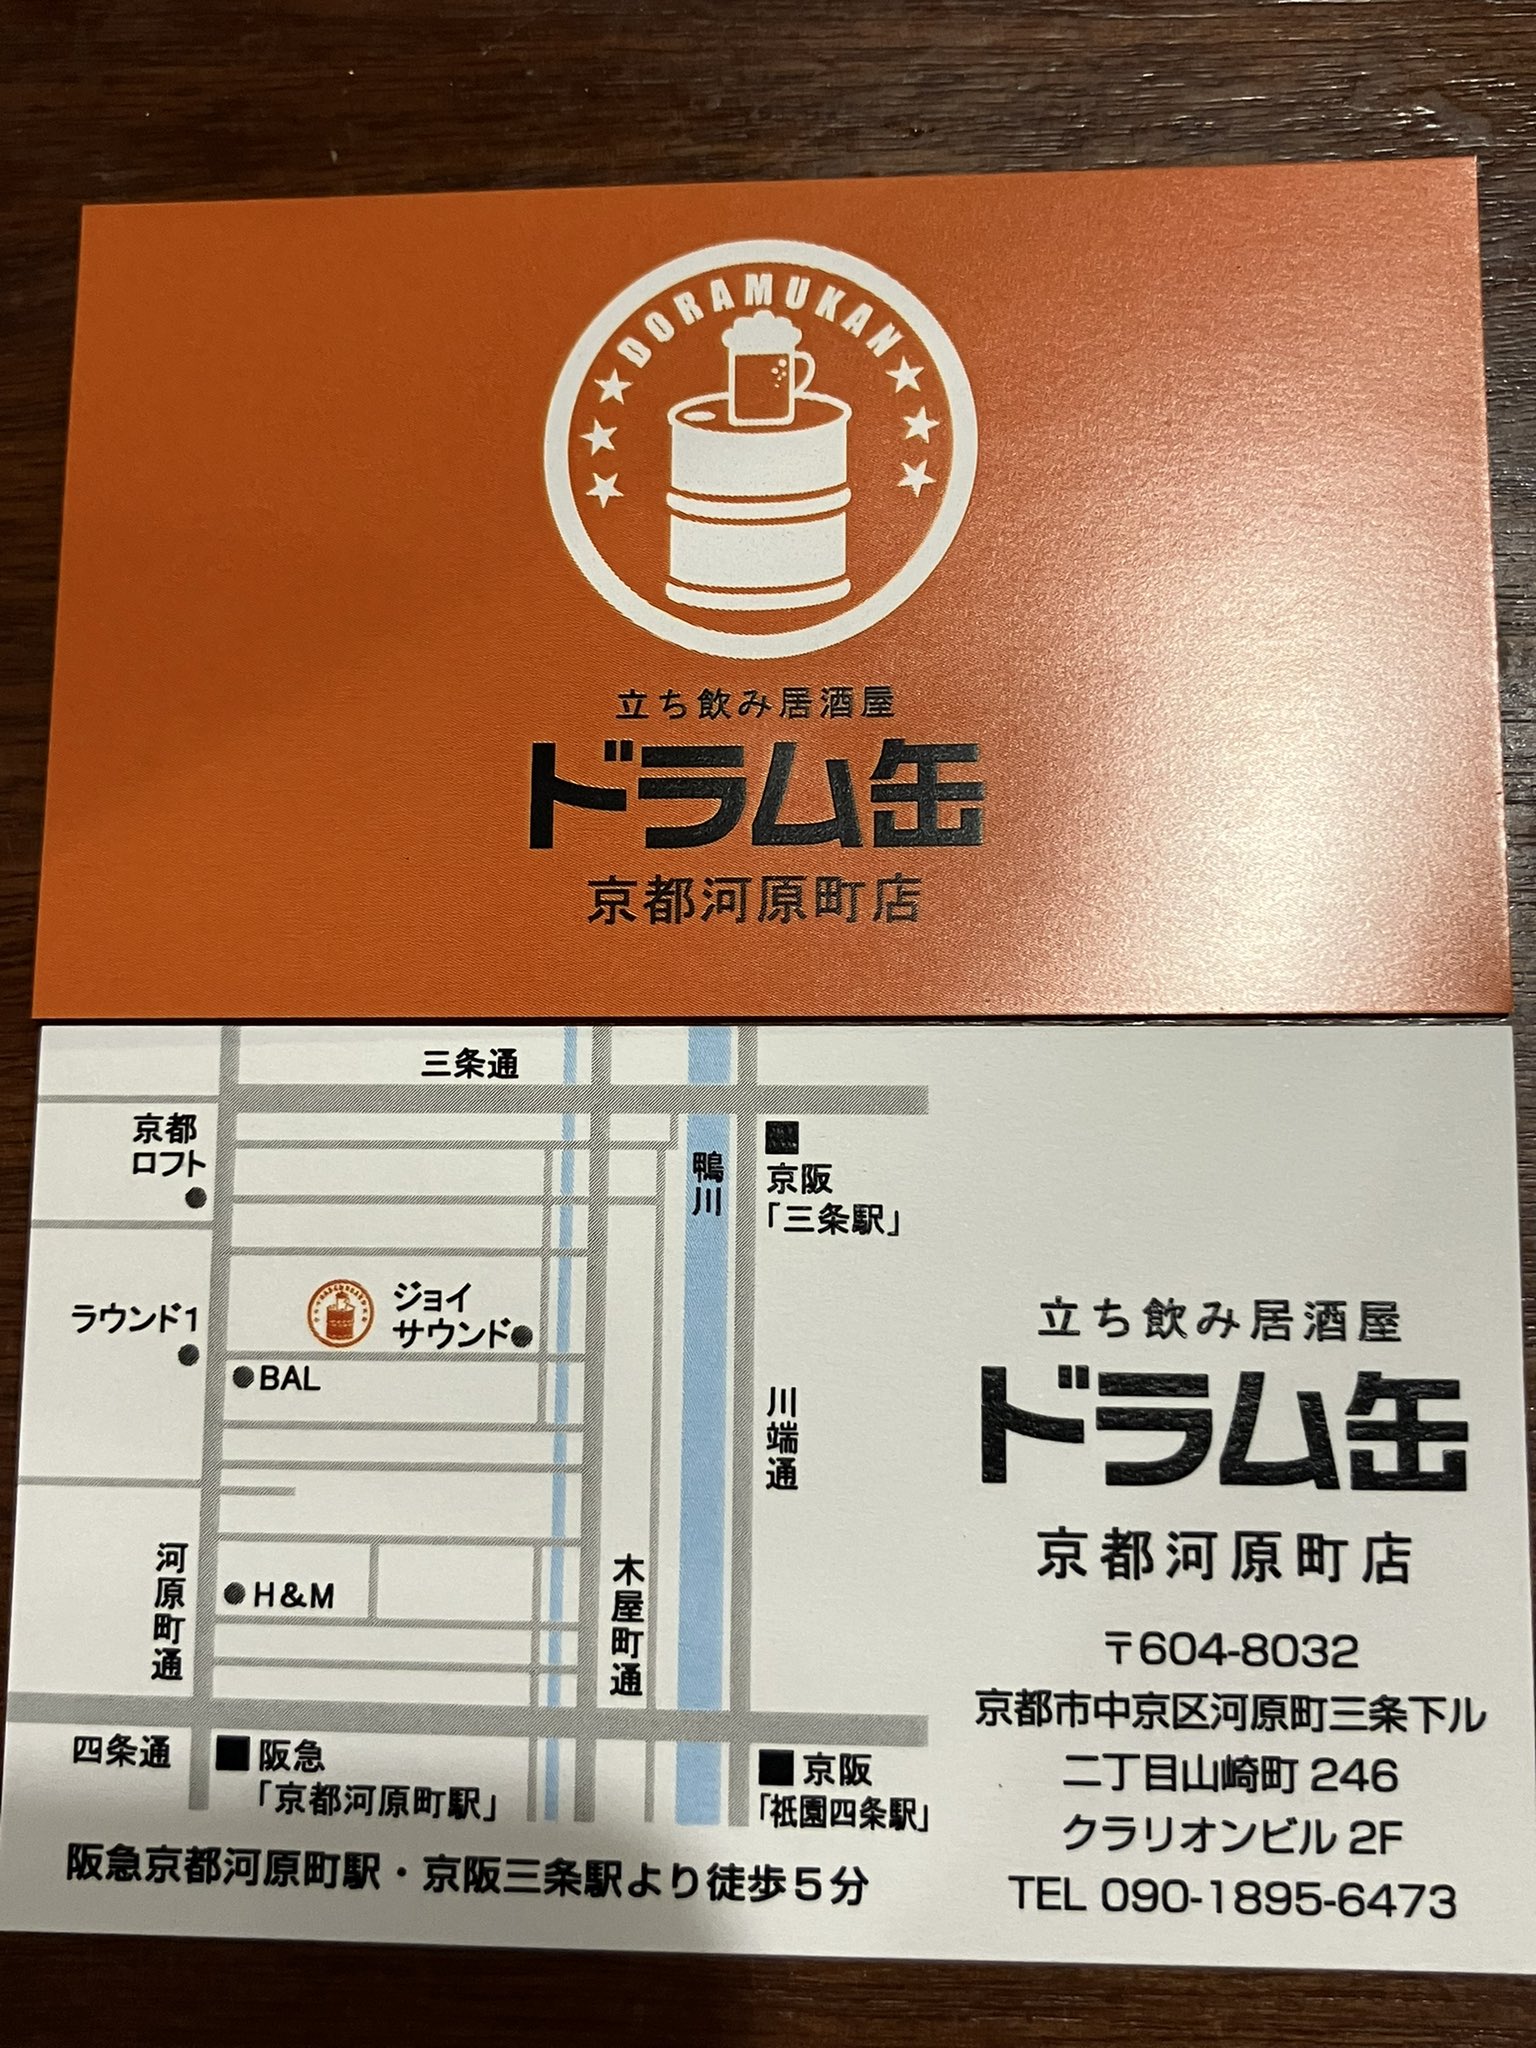 DORAMUKAN
立ち飲み居酒屋
ドラム缶
京都河原町店
三条通
京都
ロフト
鴨川
京阪
「三条駅」
ラウンド1
ジョイ
サウンド
BAL
川端通
河原町通
H&M
木屋町通
四条通
阪急
「京都河原町駅」
京阪
「祇園四条駅」
阪急京都河原町駅・京阪三条駅より徒歩5分
立ち飲み居酒屋
ドラム缶
京都河原町店
〒604-8032
京都市中京区河原町三条下ル
二丁目山崎町 246
クラリオンビル 2F
TEL 090-1895-6473